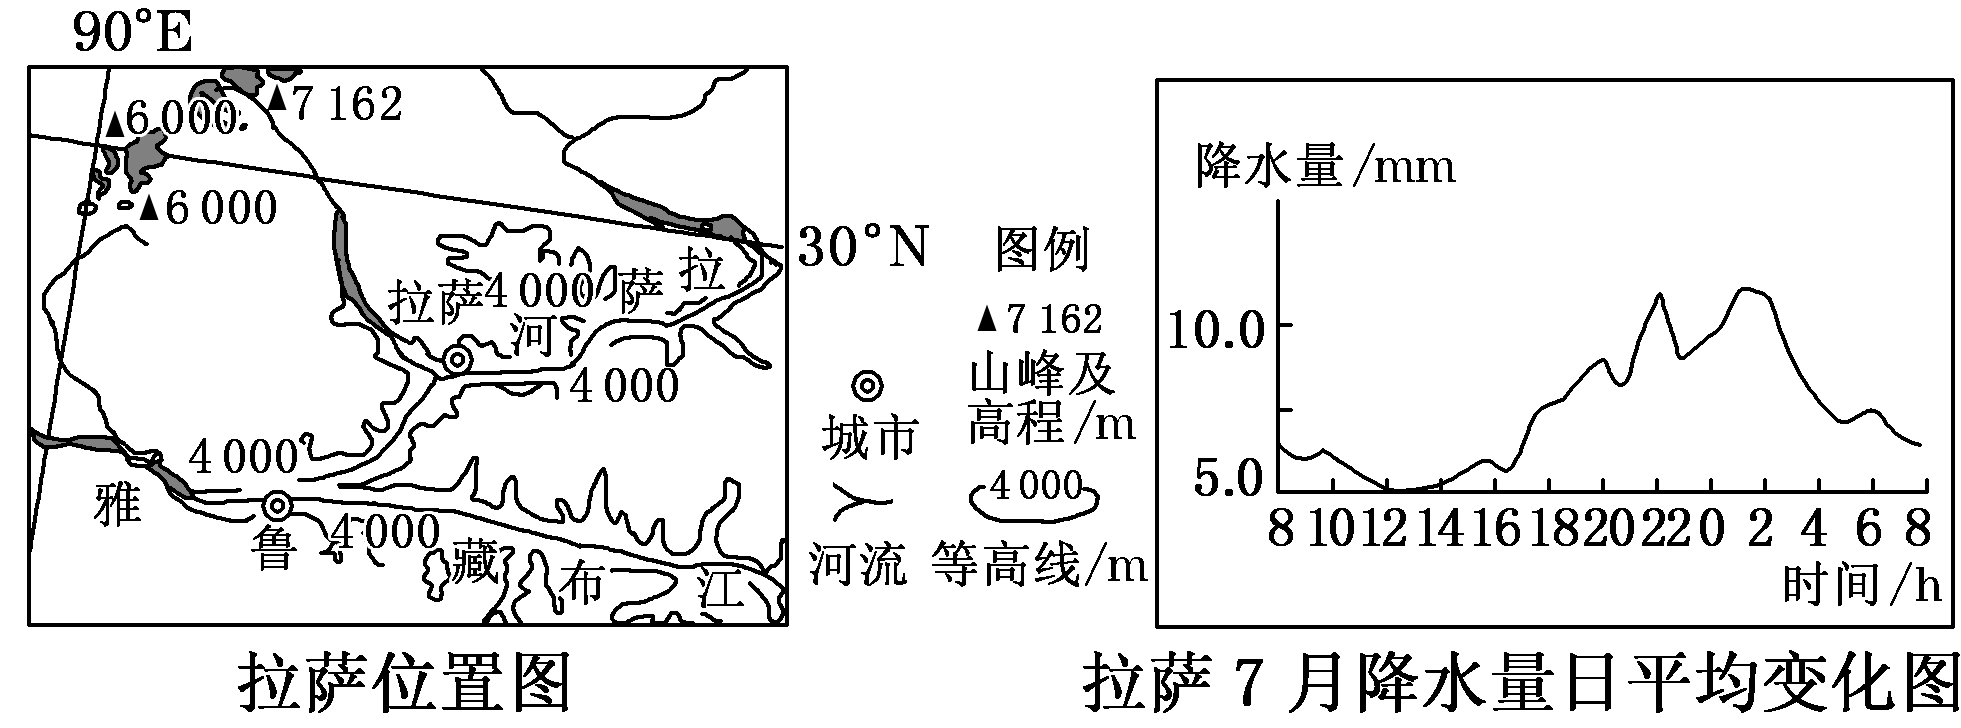 90°E
▲7 162
▲6 000
▲6 000
30°N
拉萨
4 000
萨
拉
河
4 000
4 000
雅
鲁
4 000
藏
布
江
图例
▲7 162
山峰及
高程/m
城市
4 000
河流
等高线/m
拉萨位置图
降水量/mm
10.0
5.0
8 10 12 14 16 18 20 22 0 2 4 6 8
时间/h
拉萨7月降水量日平均变化图